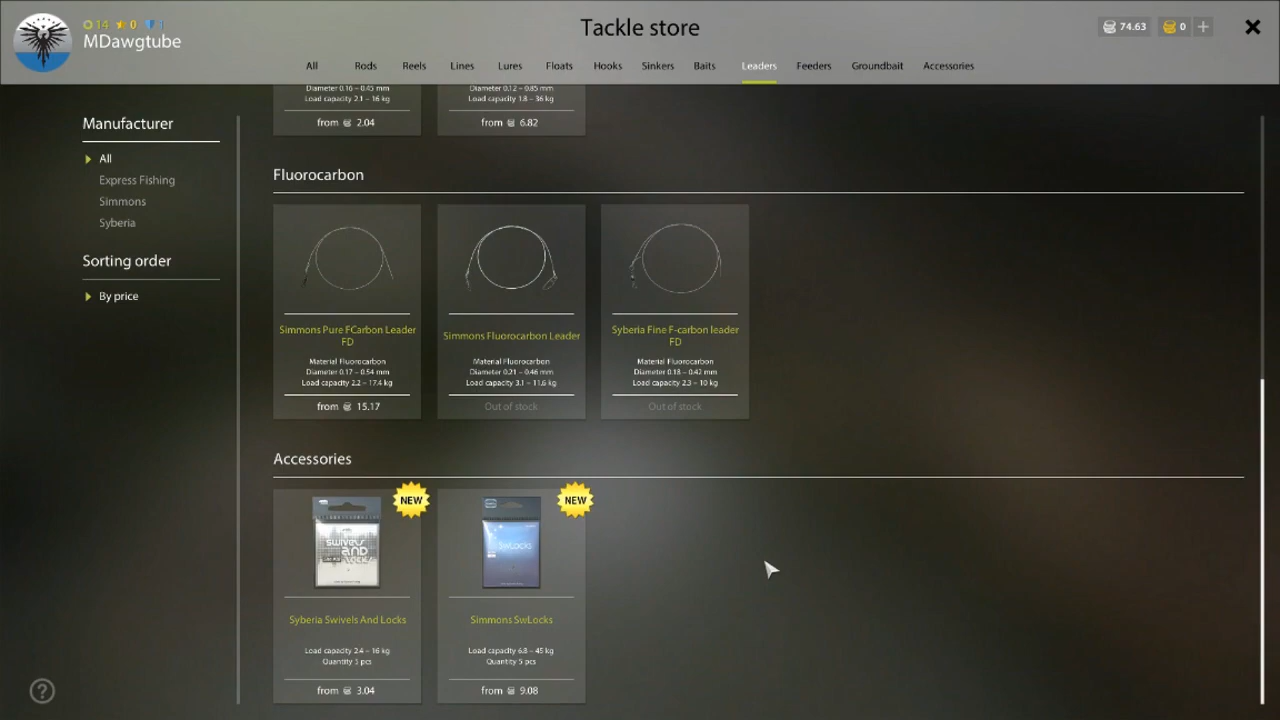 14 0 1
MDawgtube
Tackle store
74.63
0 +
All Rods Reels Lines Lures Floats Hooks Sinkers Baits Leaders Feeders Groundbait Accessories
Manufacturer
All
Express Fishing
Simmons
Syberia
Sorting order
By price
Diameter 0.16 – 0.45 mm
Load capacity 2.1 – 16 kg
from 2.04
Diameter 0.12 – 0.85 mm
Load capacity 1.8 – 36 kg
from 6.82
Fluorocarbon
Simmons Pure FCarbon Leader
FD
Material Fluorocarbon
Diameter 0.17 – 0.54 mm
Load capacity 2.2 – 17.4 kg
from 15.17
Simmons Fluorocarbon Leader
Material Fluorocarbon
Diameter 0.21 – 0.46 mm
Load capacity 3.1 – 11.6 kg
Out of stock
Syberia Fine F-carbon leader
FD
Material Fluorocarbon
Diameter 0.18 – 0.42 mm
Load capacity 2.3 – 10 kg
Out of stock
Accessories
NEW
SWIVELS
AND
Syberia Swivels And Locks
Load capacity 2.4 – 16 kg
Quantity 5 pcs
from 3.04
NEW
SWLOCKS
Simmons SwLocks
Load capacity 6.8 – 45 kg
Quantity 5 pcs
from 9.08
?